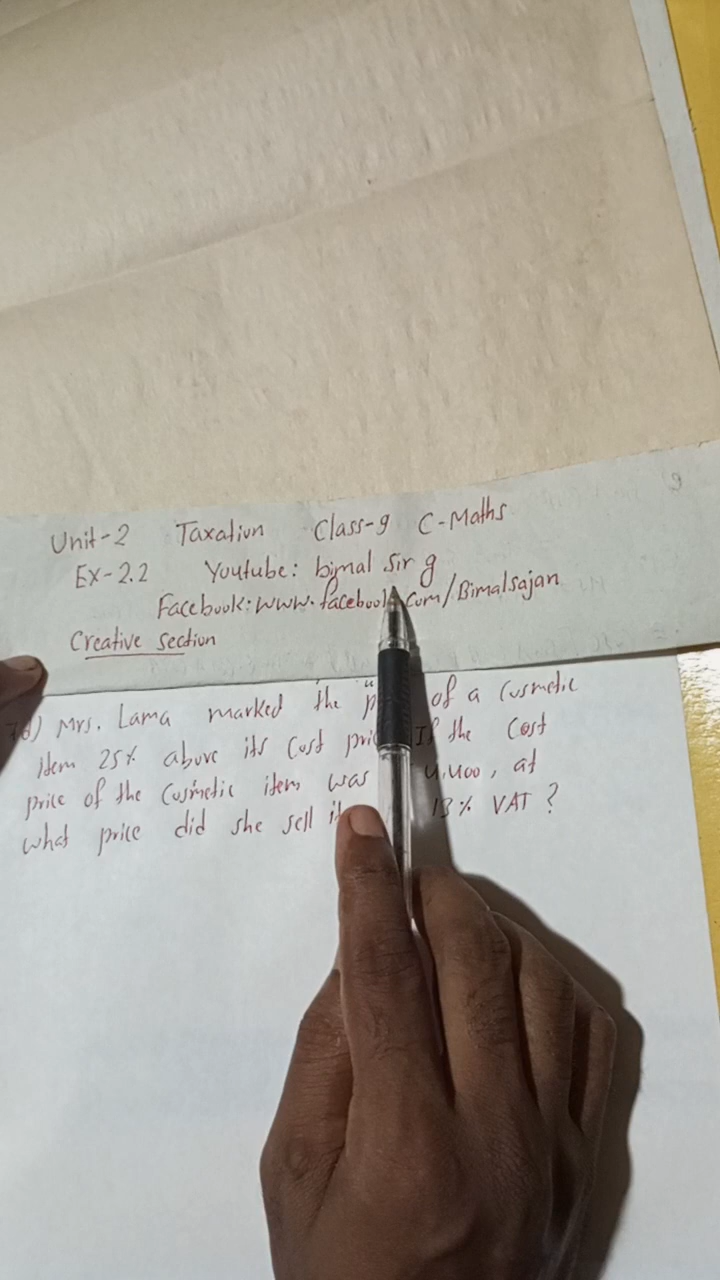 Unit-2 Taxation Class-9 C-Maths
Ex-2.2 Youtube: bimal sir g
Facebook: www.facebook.com/Bimalsajan
Creative section
7d) Mrs. Lama marked the of a cosmetic
item 25% above its cost If the cost
price of the cosmetic item was 4,400, at
what price did she sell 13% VAT ?